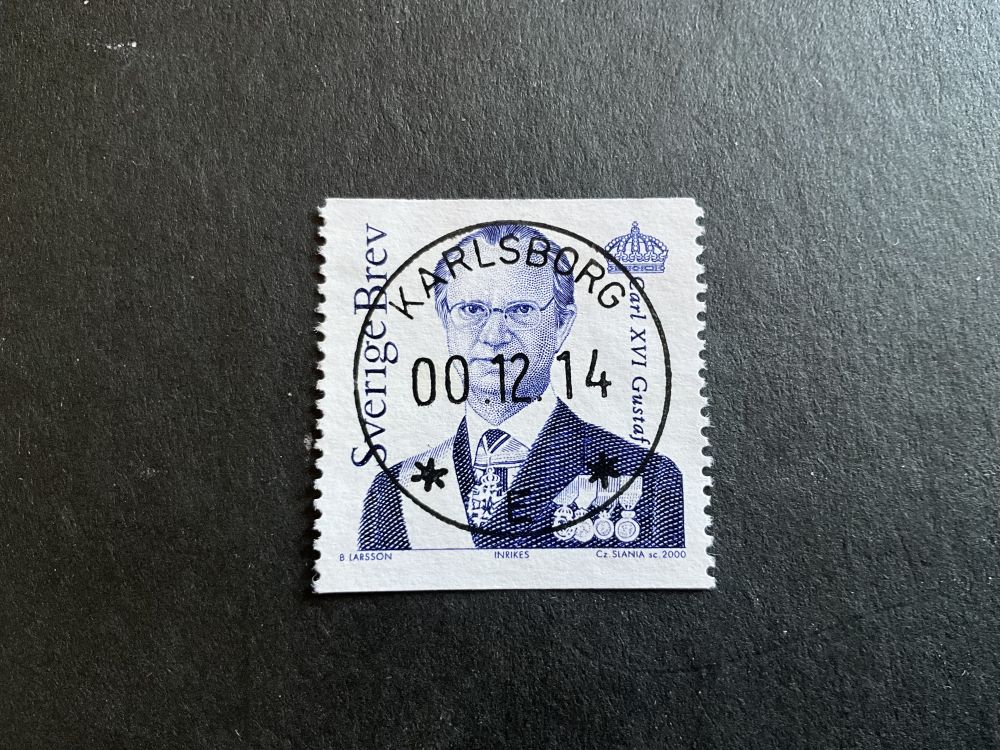 Sverige Brev
Carl XVI Gustaf
KARLSBORG
00.12.14
* *
E
B. LARSSON
INRIKES
Cz. SLANIA sc. 2000